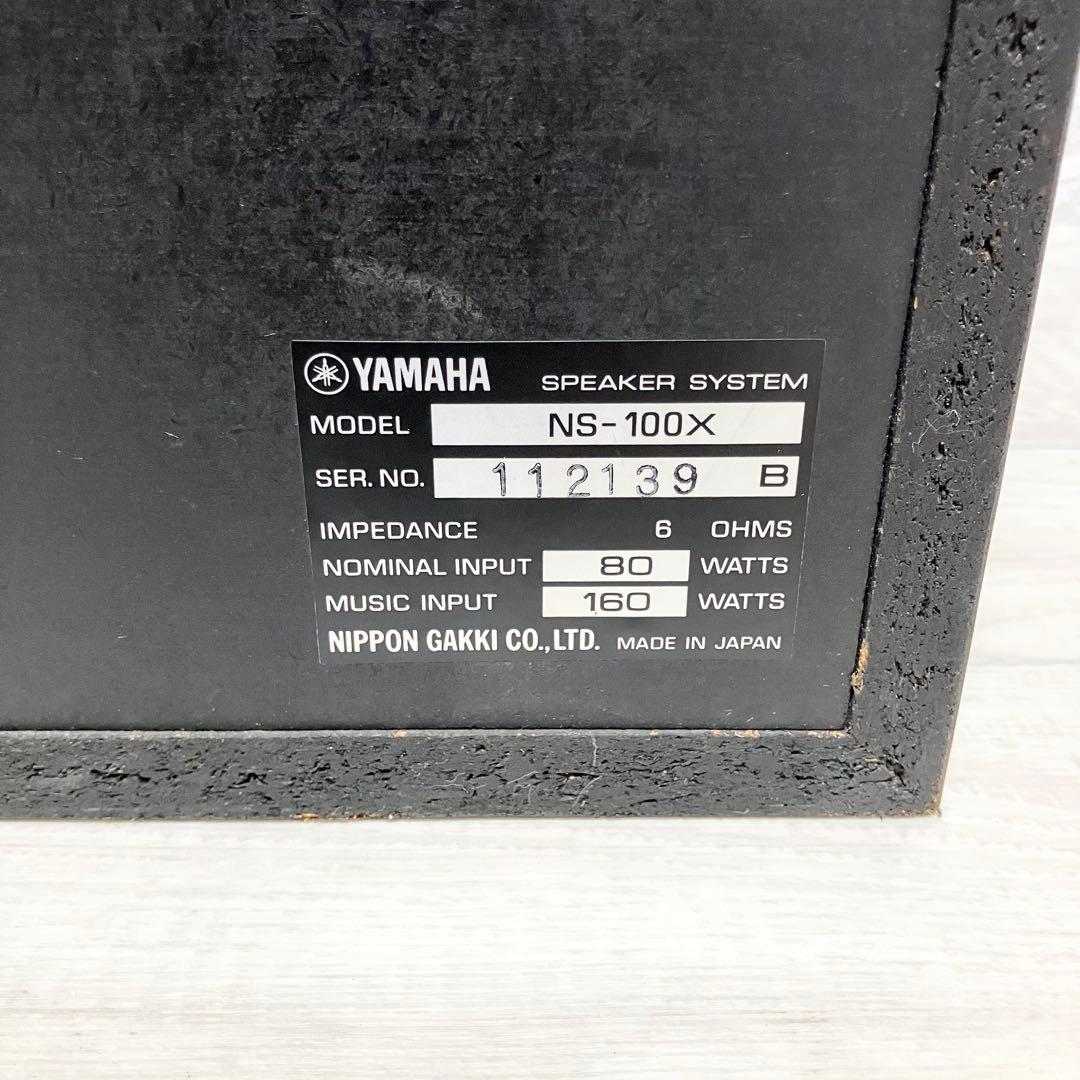 YAMAHA SPEAKER SYSTEM
MODEL NS-100X
SER. NO. 112139 B
IMPEDANCE 6 OHMS
NOMINAL INPUT 80 WATTS
MUSIC INPUT 160 WATTS
NIPPON GAKKI CO., LTD. MADE IN JAPAN